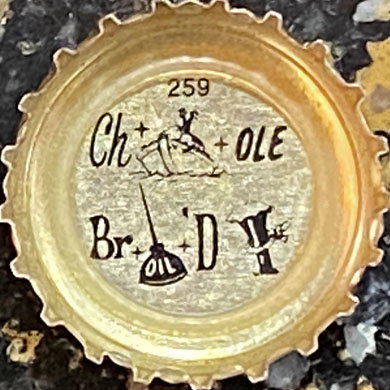 259
Ch + + OLE
Br + OIL + 'D